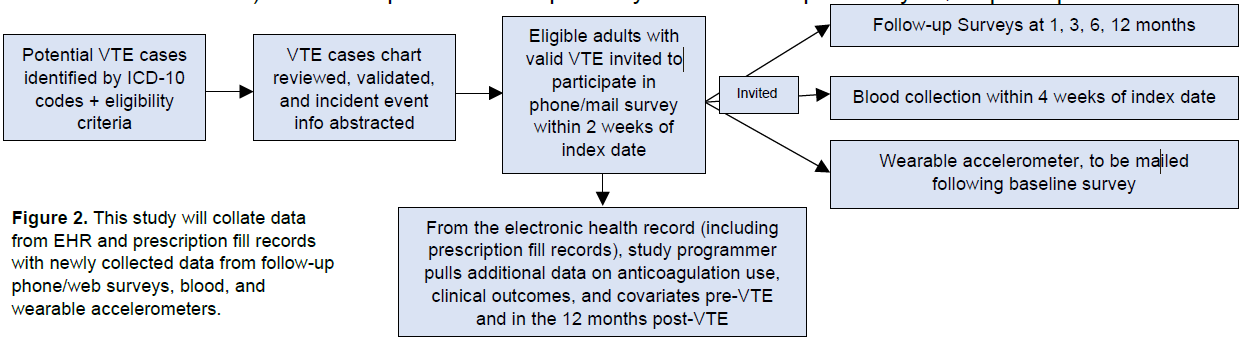 Potential VTE cases
identified by ICD-10
codes + eligibility
criteria
VTE cases chart
reviewed, validated,
and incident event
info abstracted
Eligible adults with
valid VTE invited to
participate in
phone/mail survey
within 2 weeks of
index date
Invited
Follow-up Surveys at 1, 3, 6, 12 months
Blood collection within 4 weeks of index date
Wearable accelerometer, to be mailed
following baseline survey
From the electronic health record (including
prescription fill records), study programmer
pulls additional data on anticoagulation use,
clinical outcomes, and covariates pre-VTE
and in the 12 months post-VTE
Figure 2. This study will collate data
from EHR and prescription fill records
with newly collected data from follow-up
phone/web surveys, blood, and
wearable accelerometers.